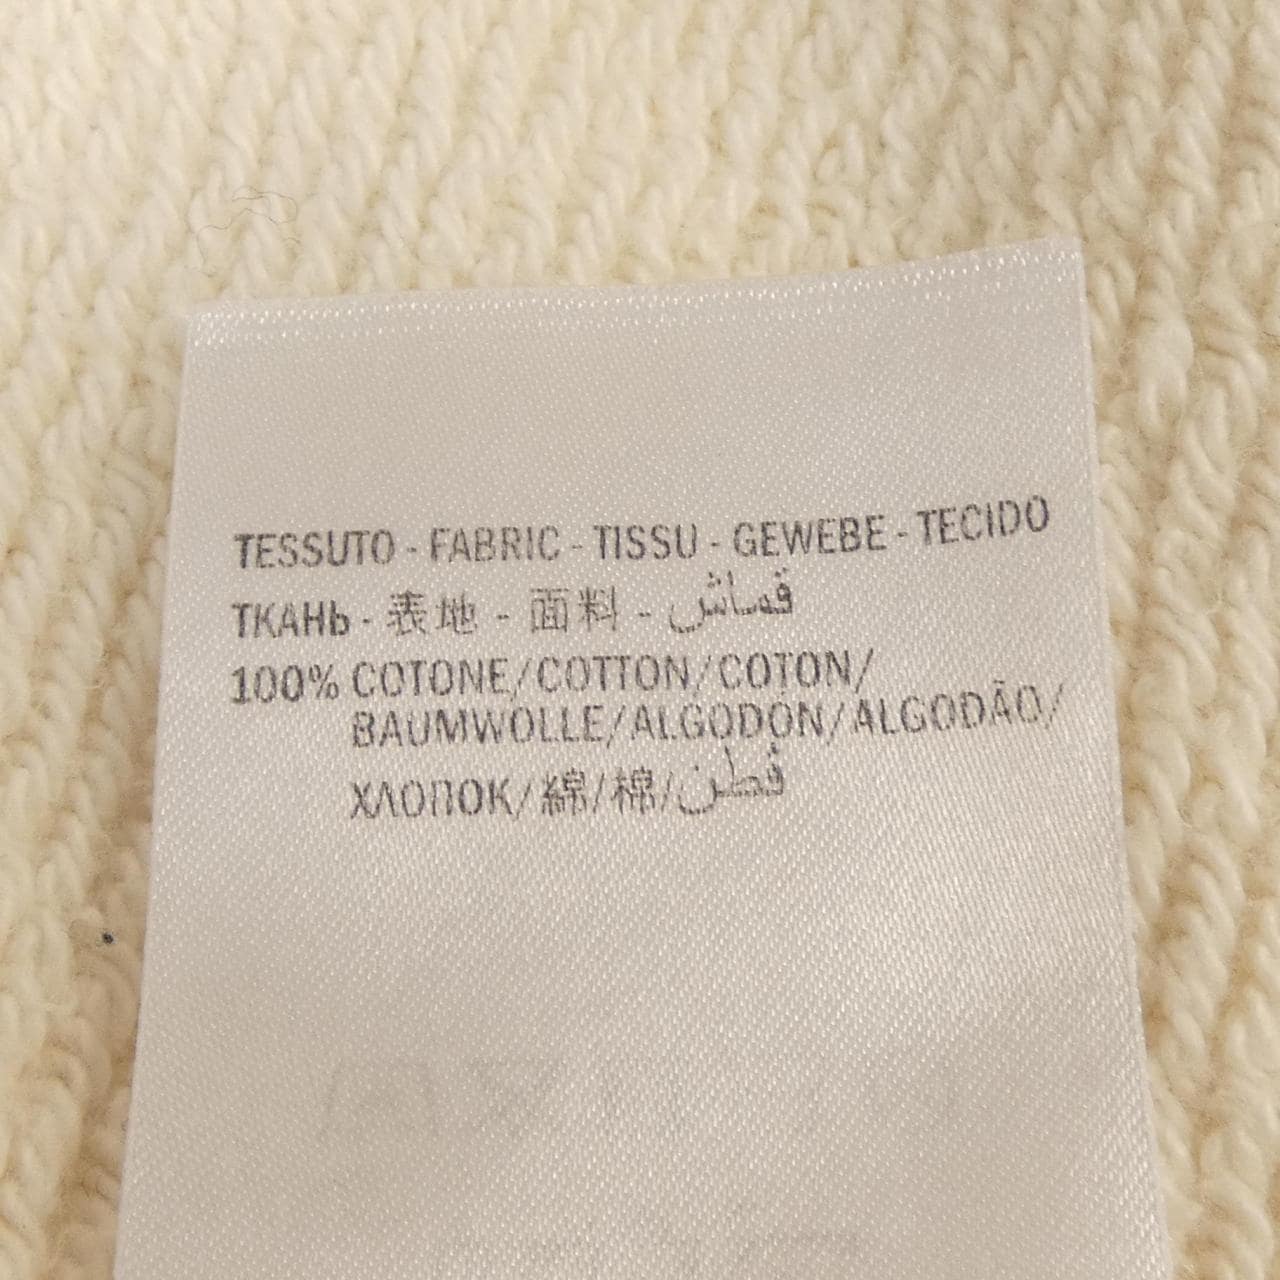 TESSUTO - FABRIC - TISSU - GEWEBE - TECIDO
ТКАНЬ - 表地 - 面料 - قماش
100% COTONE/COTTON/COTON/
BAUMWOLLE/ALGODÓN/ALGODÃO/
ХЛОПОК/綿/棉/قطن